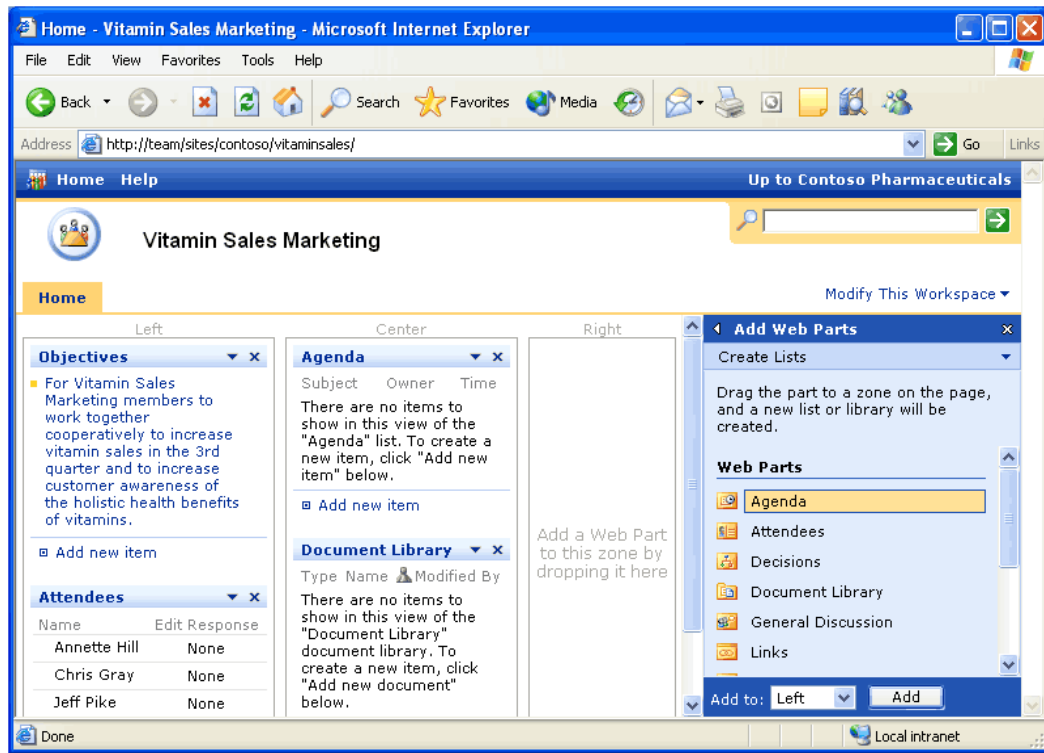 Home - Vitamin Sales Marketing - Microsoft Internet Explorer
File Edit View Favorites Tools Help
Back Search Favorites Media
Address http://team/sites/contoso/vitaminsales/ Go Links
Home Help Up to Contoso Pharmaceuticals
Vitamin Sales Marketing
Home
Modify This Workspace
Left
Objectives
For Vitamin Sales
Marketing members to
work together
cooperatively to increase
vitamin sales in the 3rd
quarter and to increase
customer awareness of
the holistic health benefits
of vitamins.
Add new item
Attendees
Name Edit Response
Annette Hill None
Chris Gray None
Jeff Pike None
Center
Agenda
Subject Owner Time
There are no items to
show in this view of the
"Agenda" list. To create a
new item, click "Add new
item" below.
Add new item
Document Library
Type Name Modified By
There are no items to
show in this view of the
"Document Library"
document library. To
create a new item, click
"Add new document"
below.
Right
Add a Web Part
to this zone by
dropping it here
Add Web Parts
Create Lists
Drag the part to a zone on the page,
and a new list or library will be
created.
Web Parts
Agenda
Attendees
Decisions
Document Library
General Discussion
Links
Add to: Left Add
Done Local intranet